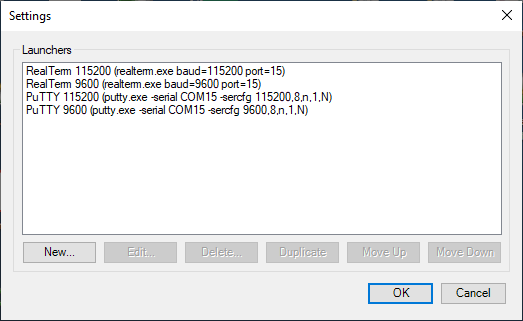 Settings
Launchers
RealTerm 115200 (realterm.exe baud=115200 port=15)
RealTerm 9600 (realterm.exe baud=9600 port=15)
PuTTY 115200 (putty.exe -serial COM15 -sercfg 115200,8,n,1,N)
PuTTY 9600 (putty.exe -serial COM15 -sercfg 9600,8,n,1,N)
New... Edit... Delete... Duplicate Move Up Move Down
OK Cancel